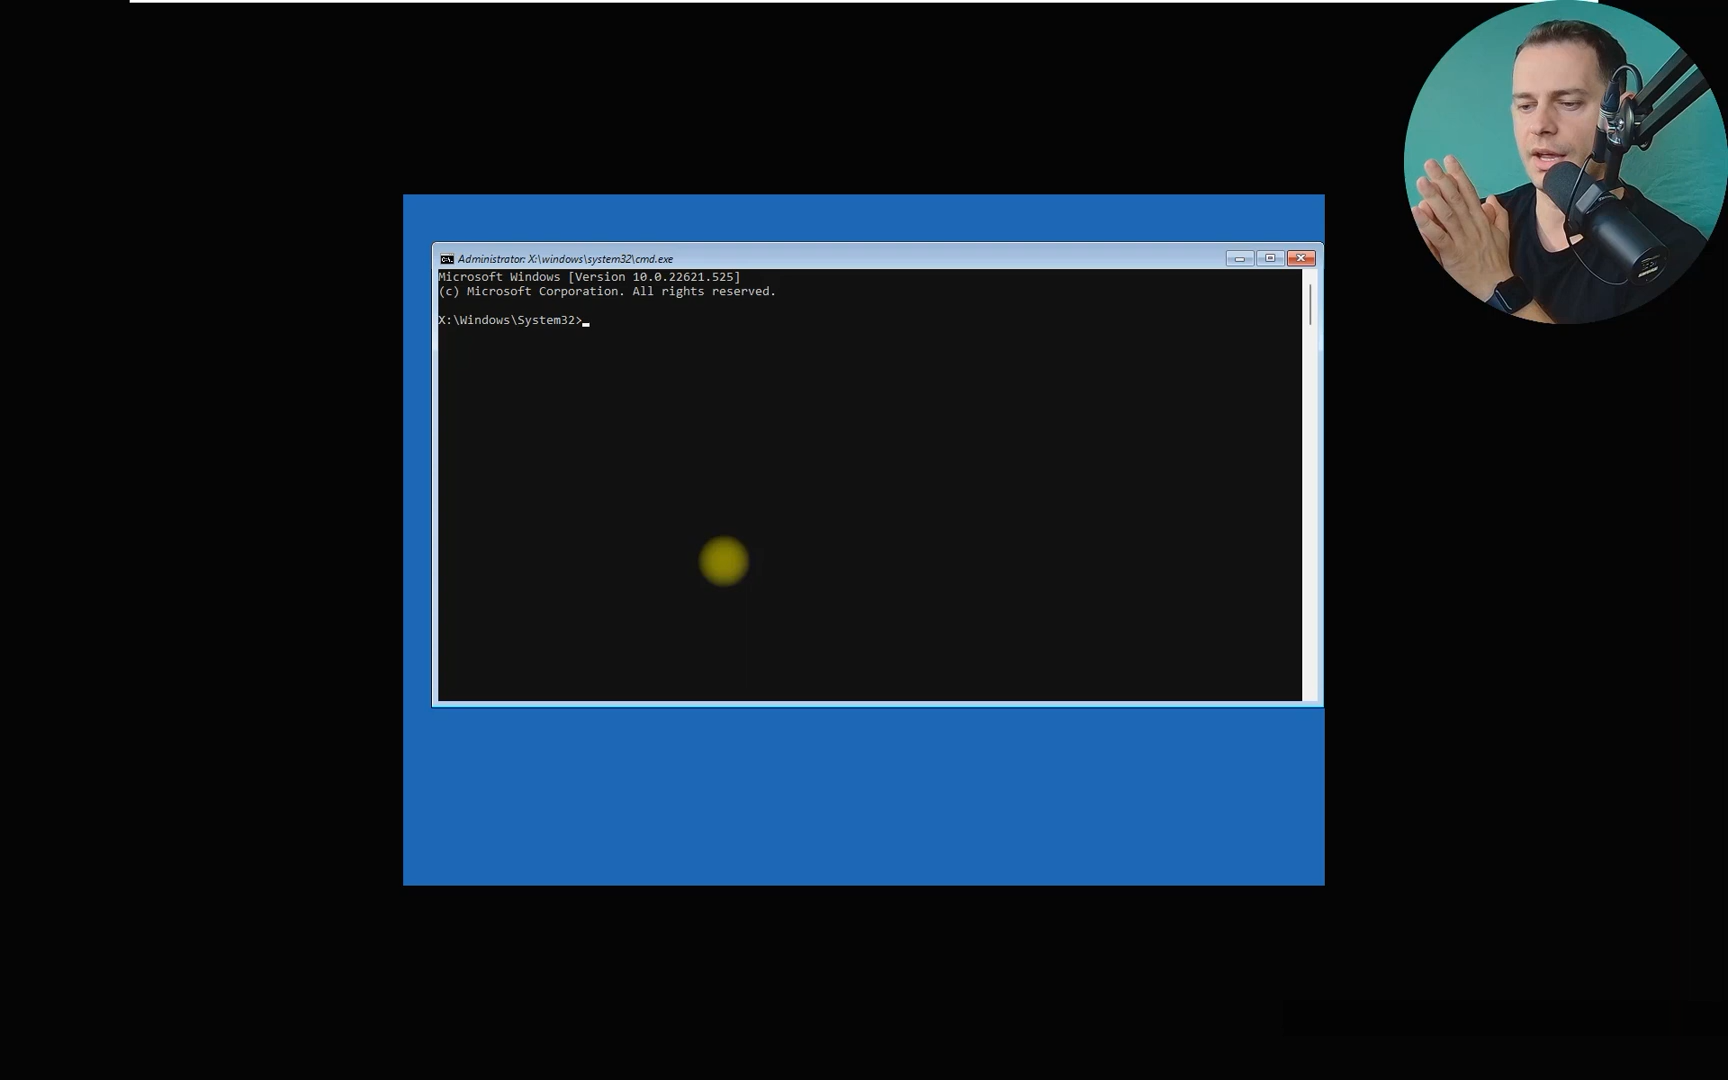 Administrator: X:\windows\system32\cmd.exe
Microsoft Windows [Version 10.0.22621.525]
(c) Microsoft Corporation. All rights reserved.
X:\Windows\System32>